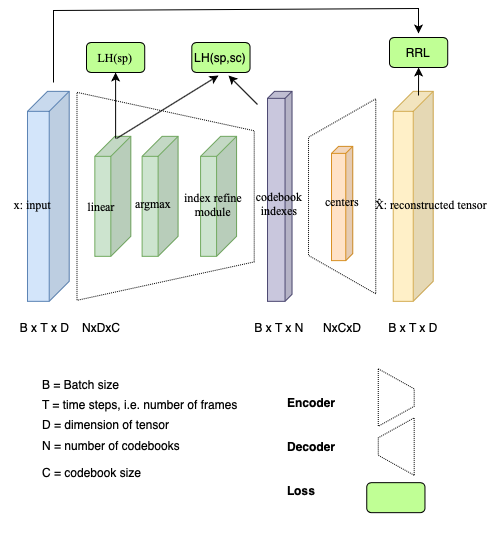 LH(sp)
LH(sp,sc)
RRL
x: input
linear
argmax
index refine
module
codebook
indexes
centers
X̂: reconstructed tensor
B x T x D
NxDxC
B x T x N
NxCxD
B x T x D
B = Batch size
T = time steps, i.e. number of frames
D = dimension of tensor
N = number of codebooks
C = codebook size
Encoder
Decoder
Loss